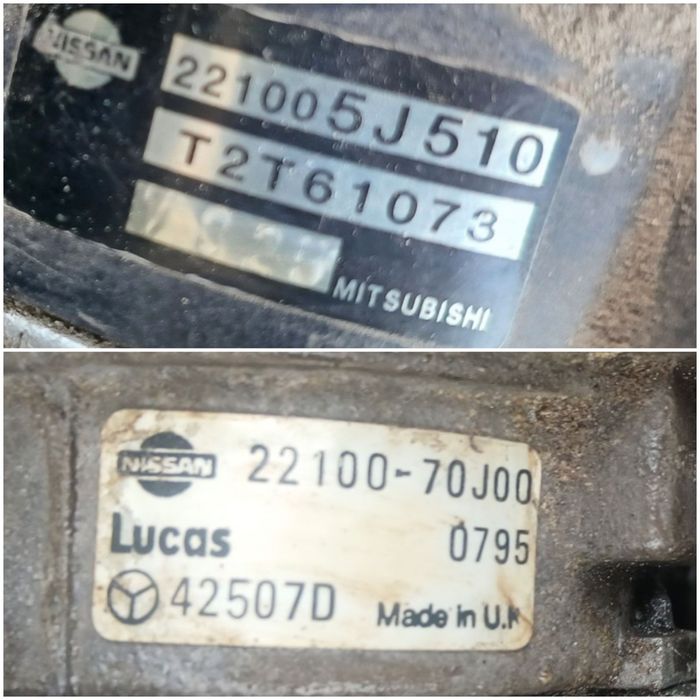 NISSAN
221005J510
T2T61073
MITSUBISHI
NISSAN
22100-70J00
Lucas 0795
42507D Made in U.K